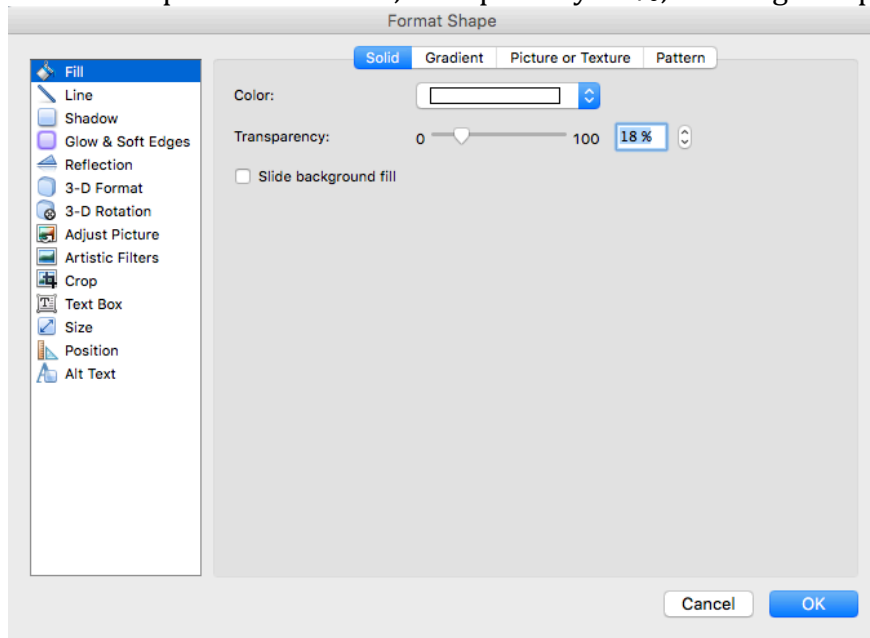 Format Shape
Solid Gradient Picture or Texture Pattern
Fill
Line
Shadow
Glow & Soft Edges
Reflection
3-D Format
3-D Rotation
Adjust Picture
Artistic Filters
Crop
Text Box
Size
Position
Alt Text
Color:
Transparency: 0 100 18 %
Slide background fill
Cancel OK